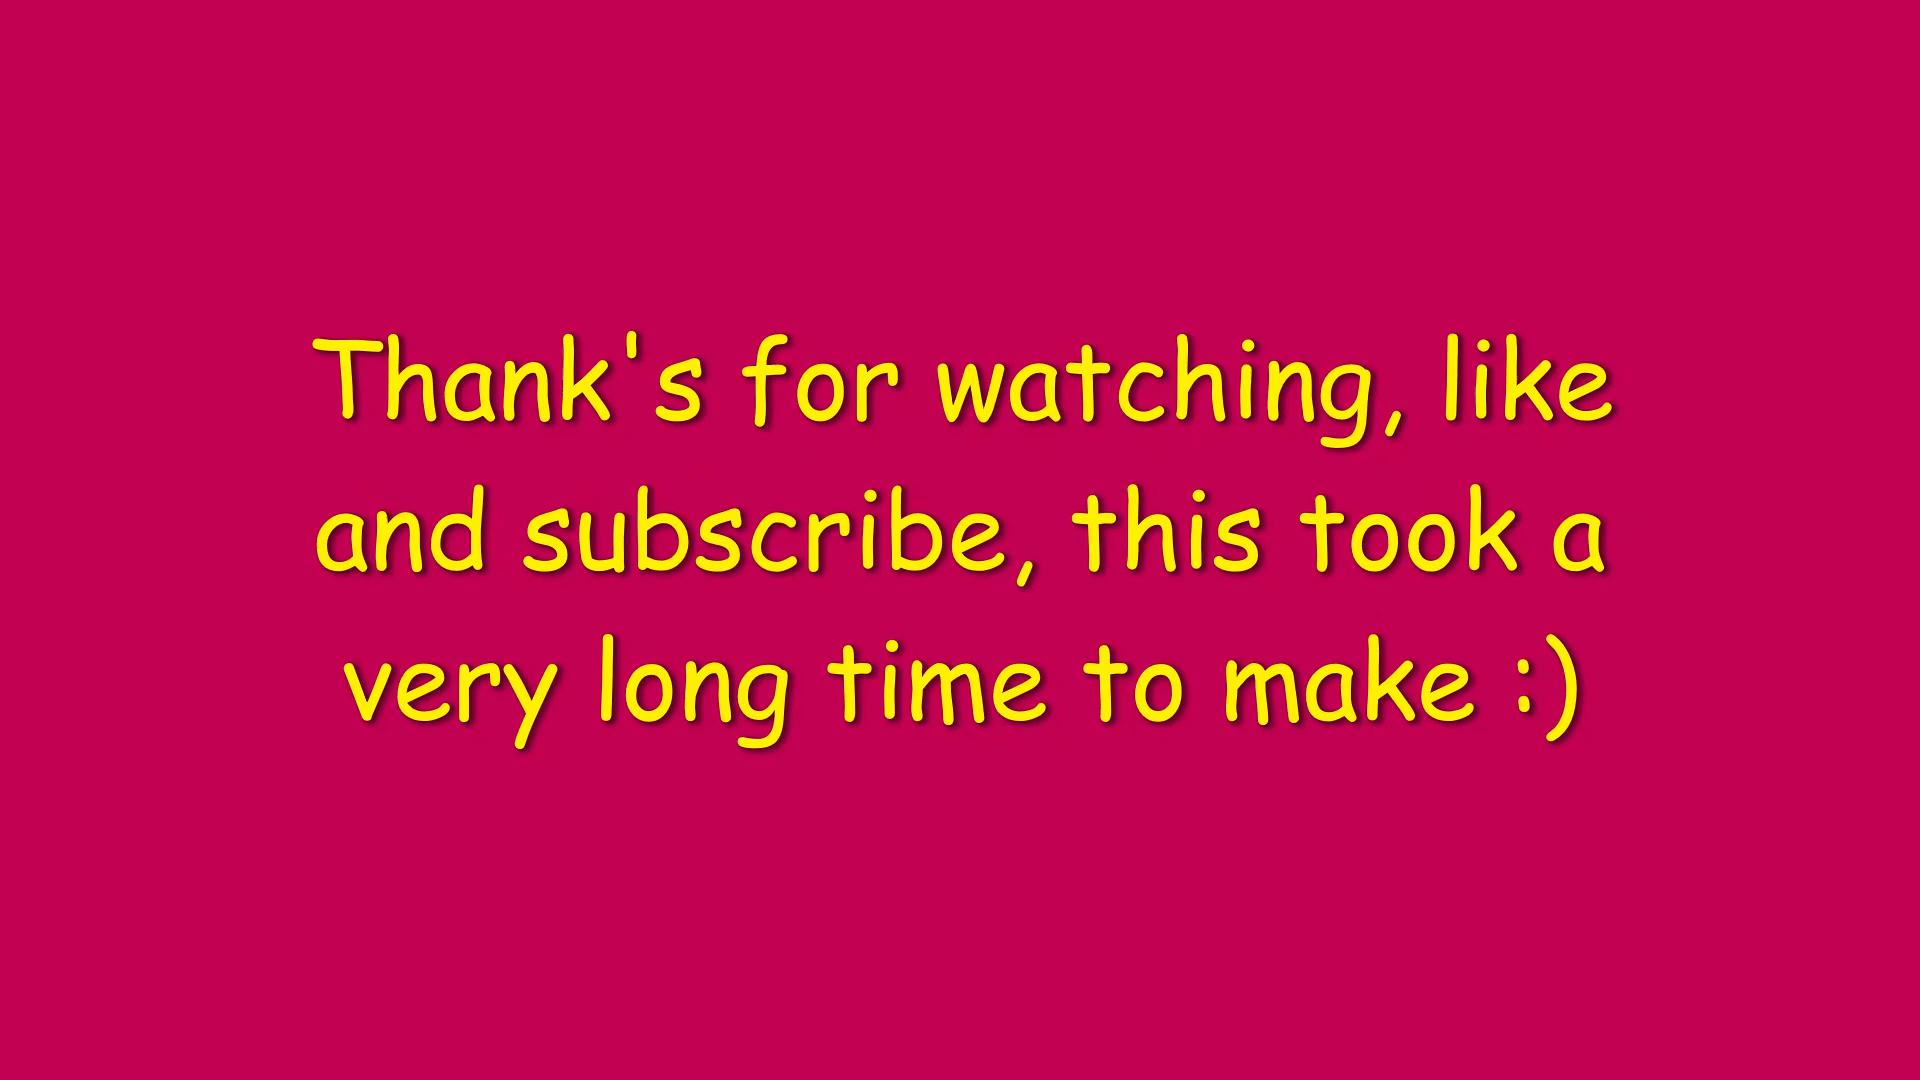 Thank's for watching, like
and subscribe, this took a
very long time to make :)